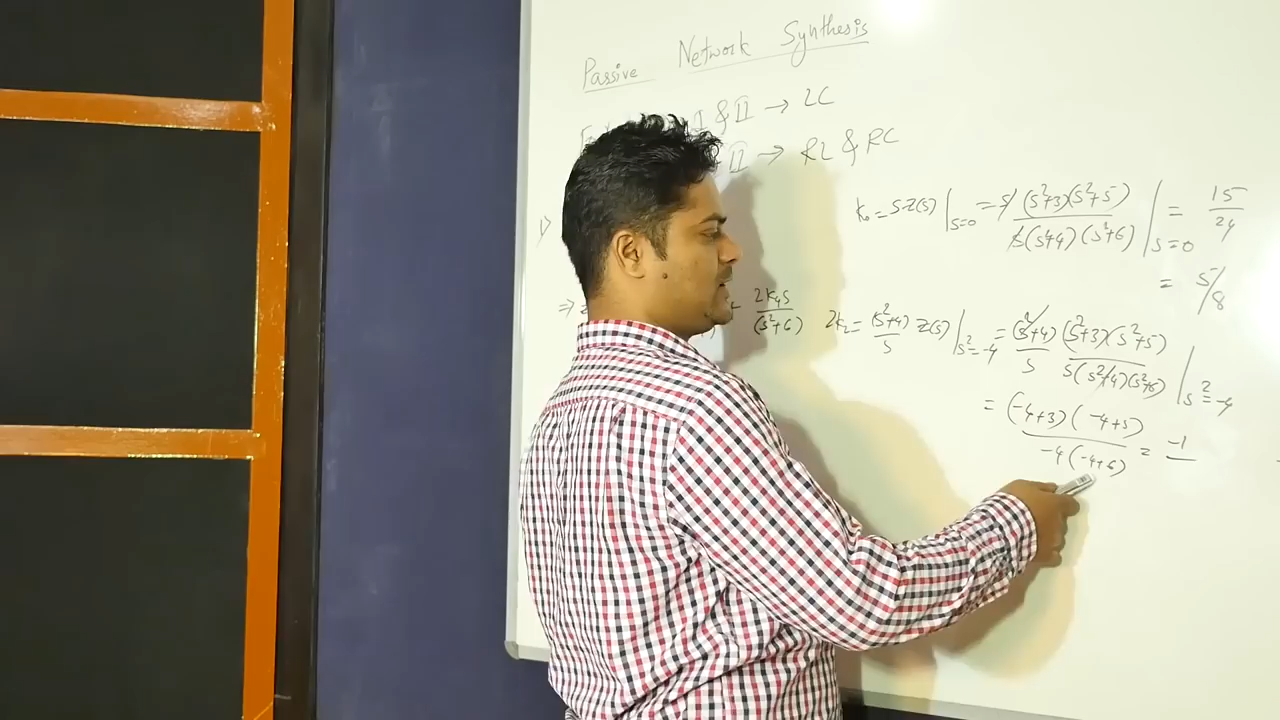 Passive Network Synthesis
I & II → LC
II → RL & RC
1)
K₀ = S·Z(S)|S=0 = S (S²+3)(S²+5) / S(S²+4)(S²+6) |S=0 = 15/24
= 5/8
⇒ 2K₄S / (S²+6)
2K₂ = (S²+4)/S Z(S)|S²=-4 = (S²+4)/S (S²+3)(S²+5) / S(S²+4)(S²+6) |S²=-4
= (-4+3)(-4+5) / -4(-4+6) = -1